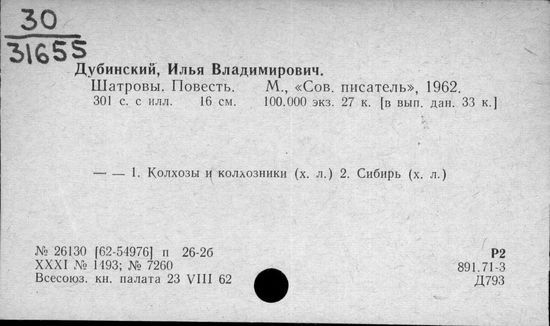 30
31655
Дубинский, Илья Владимирович.
Шатровы. Повесть. М., «Сов. писатель», 1962.
301 с. с илл. 16 см. 100.000 экз. 27 к. [в вып. дан. 33 к.]
— — 1. Колхозы и колхозники (х. л.) 2. Сибирь (х. л.)
№ 26130 [62-54976] п 26-2б
XXXI № 1493; № 7260
Всесоюз. кн. палата 23 VIII 62
Р2
891.71-3
Д793